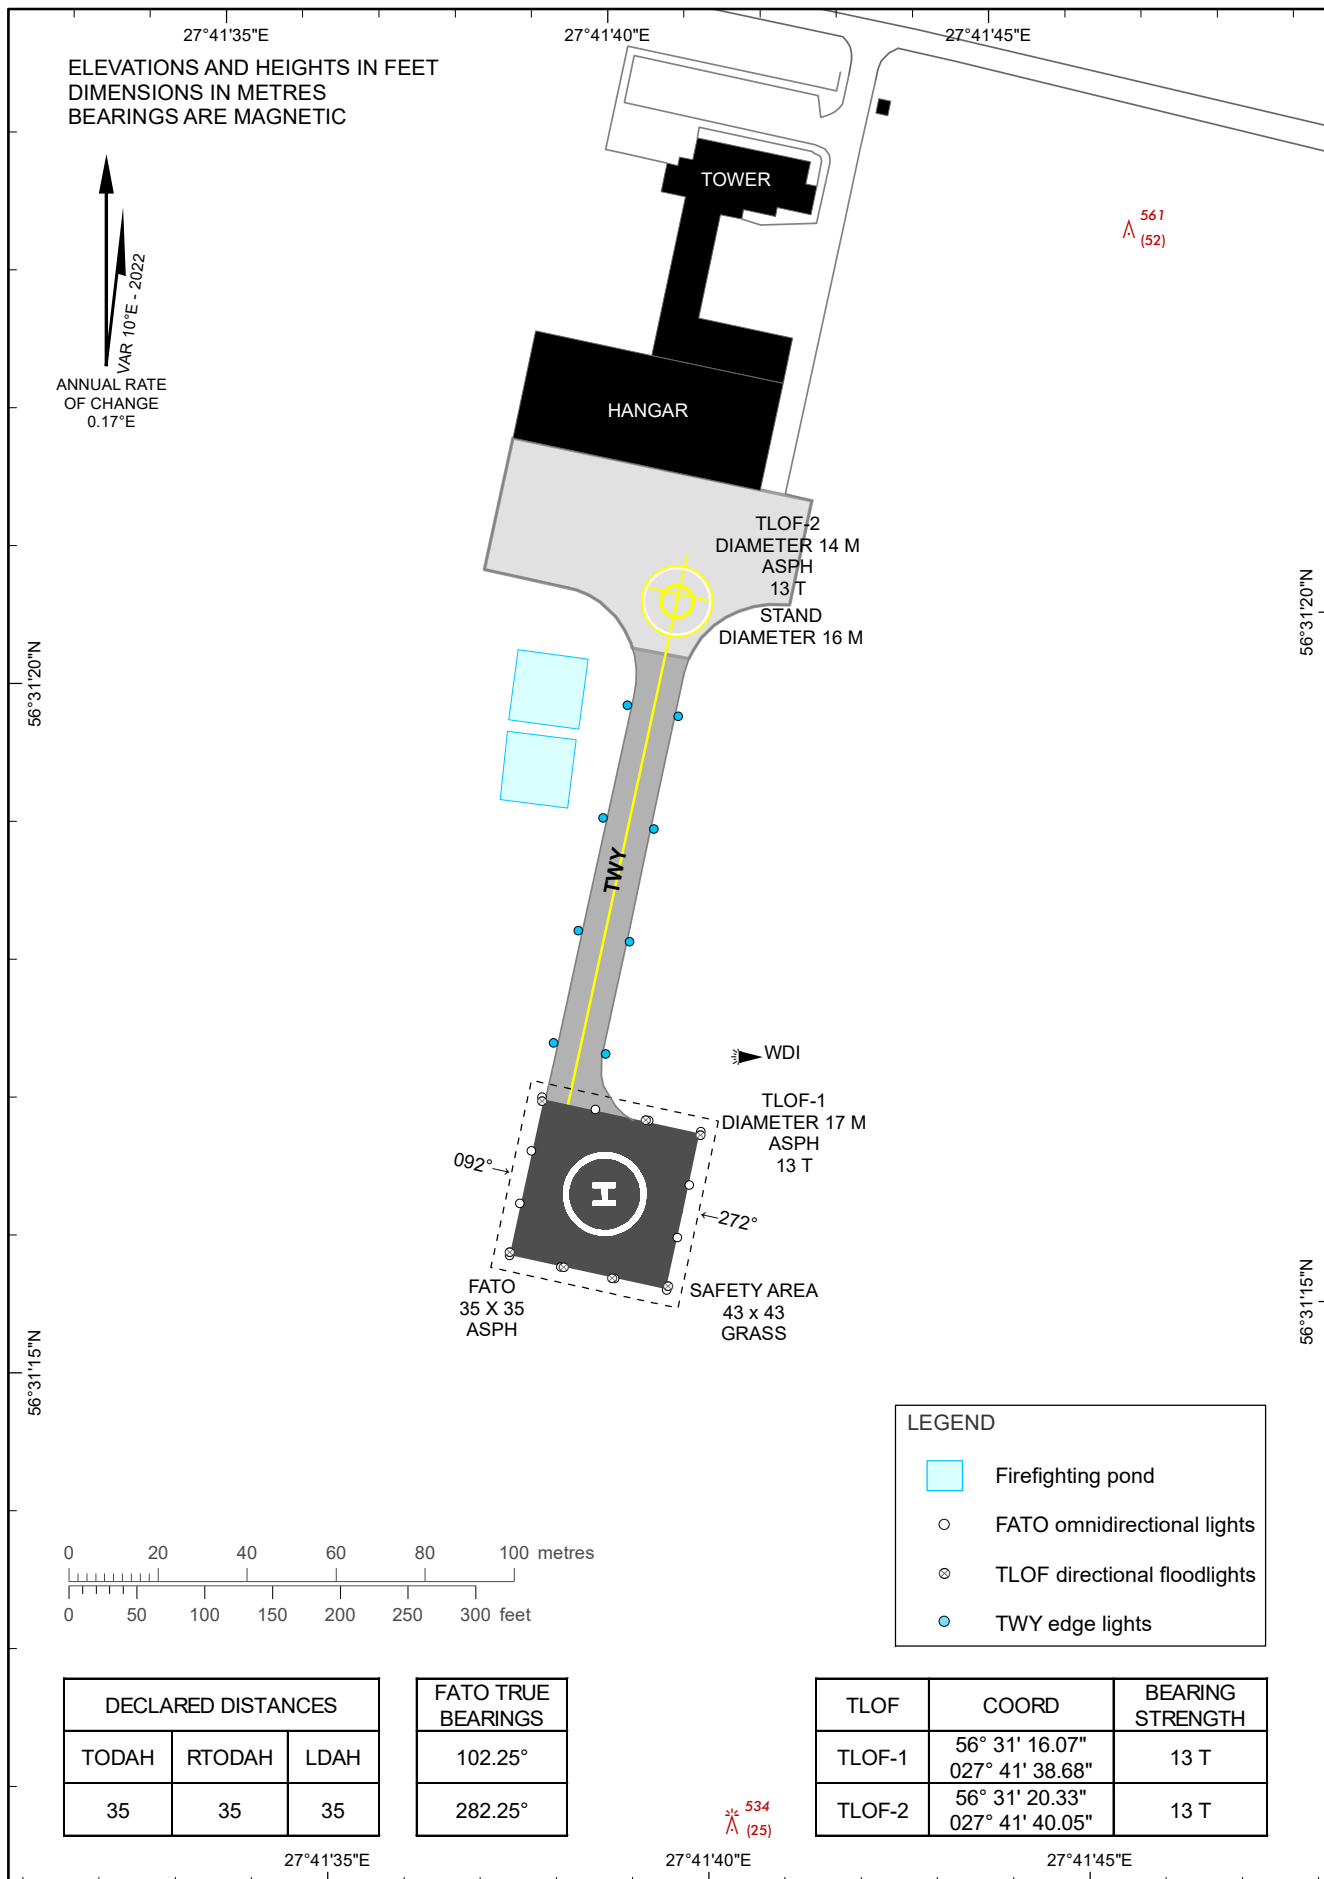 27°41'35"E
27°41'40"E
27°41'45"E
ELEVATIONS AND HEIGHTS IN FEET
DIMENSIONS IN METRES
BEARINGS ARE MAGNETIC
VAR 10°E - 2022
ANNUAL RATE
OF CHANGE
0.17°E
TOWER
561
(52)
HANGAR
TLOF-2
DIAMETER 14 M
ASPH
13 T
STAND
DIAMETER 16 M
56°31'20"N
56°31'20"N
TWY
WDI
TLOF-1
DIAMETER 17 M
ASPH
13 T
092°→
H
←272°
FATO
35 X 35
ASPH
SAFETY AREA
43 x 43
GRASS
56°31'15"N
56°31'15"N
LEGEND
Firefighting pond
FATO omnidirectional lights
TLOF directional floodlights
TWY edge lights
0 20 40 60 80 100 metres
0 50 100 150 200 250 300 feet
DECLARED DISTANCES
TODAH RTODAH LDAH
35 35 35
FATO TRUE
BEARINGS
102.25°
282.25°
534
(25)
TLOF COORD BEARING
STRENGTH
TLOF-1 56° 31' 16.07"
027° 41' 38.68" 13 T
TLOF-2 56° 31' 20.33"
027° 41' 40.05" 13 T
27°41'35"E
27°41'40"E
27°41'45"E